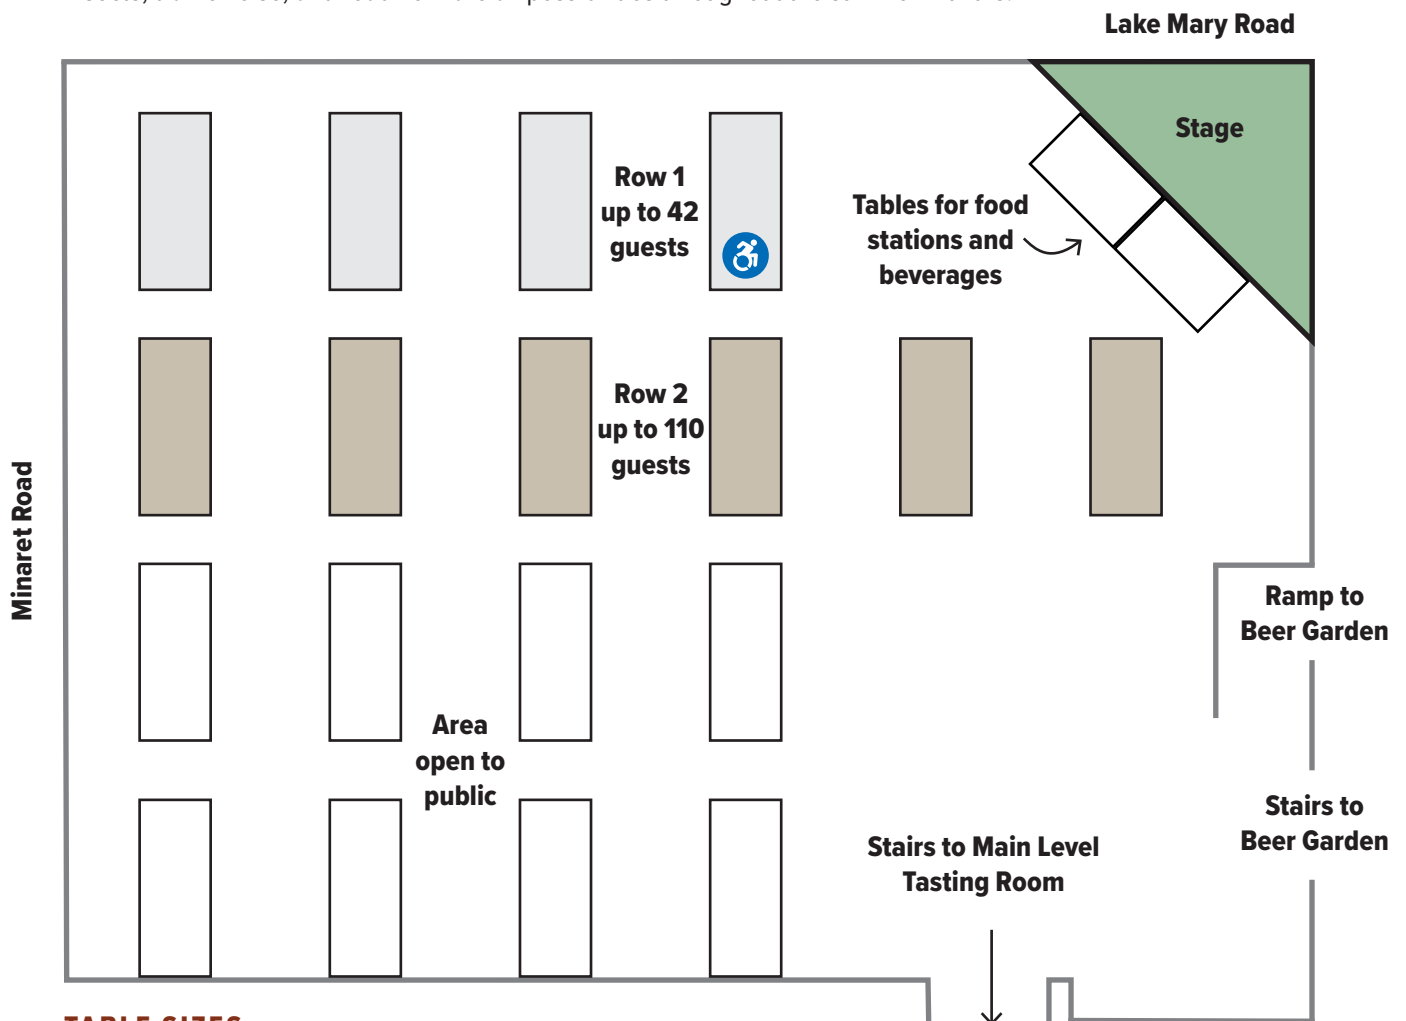 Lake Mary Road
Stage
Row 1
up to 42
guests
Tables for food
stations and
beverages
Row 2
up to 110
guests
Minaret Road
Ramp to
Beer Garden
Area
open to
public
Stairs to
Beer Garden
Stairs to Main Level
Tasting Room
TABLE SIZES